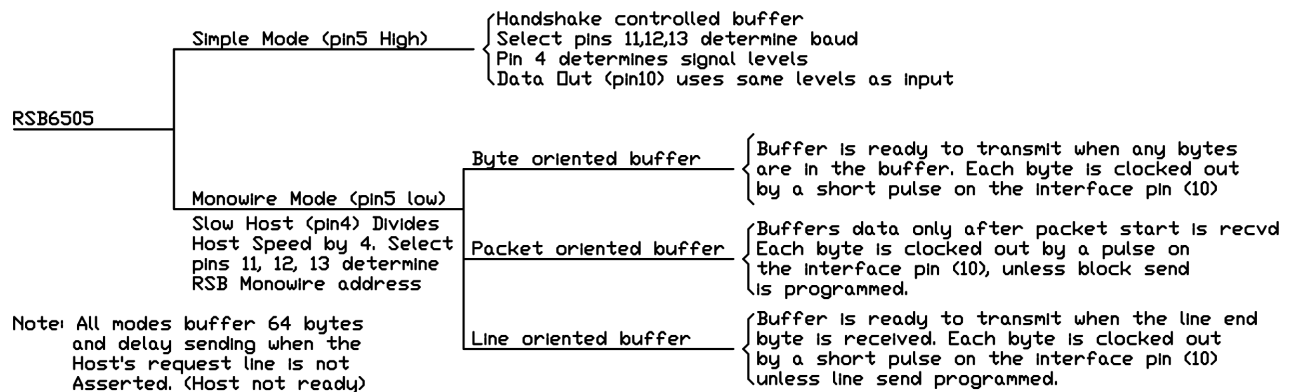 RSB6505
Simple Mode (pin5 High)
Handshake controlled buffer
Select pins 11,12,13 determine baud
Pin 4 determines signal levels
Data Out (pin10) uses same levels as input
Monowire Mode (pin5 low)
Slow Host (pin4) Divides
Host Speed by 4. Select
pins 11, 12, 13 determine
RSB Monowire address
Byte oriented buffer
Buffer is ready to transmit when any bytes
are in the buffer. Each byte is clocked out
by a short pulse on the interface pin (10)
Packet oriented buffer
Buffers data only after packet start is recvd
Each byte is clocked out by a pulse on
the interface pin (10), unless block send
is programmed.
Line oriented buffer
Buffer is ready to transmit when the line end
byte is received. Each byte is clocked out
by a short pulse on the interface pin (10)
unless line send programmed.
Note: All modes buffer 64 bytes
and delay sending when the
Host's request line is not
Asserted. (Host not ready)